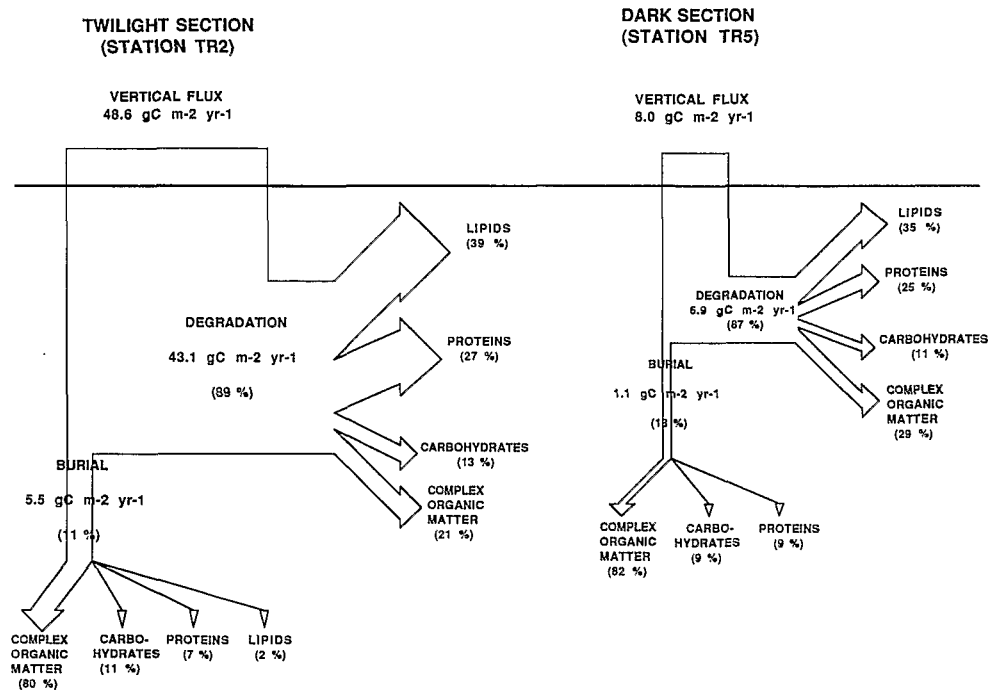 TWILIGHT SECTION
(STATION TR2)
VERTICAL FLUX
48.6 gC m-2 yr-1
LIPIDS
(39 %)
DEGRADATION
43.1 gC m-2 yr-1
(89 %)
PROTEINS
(27 %)
CARBOHYDRATES
(13 %)
COMPLEX
ORGANIC
MATTER
(21 %)
BURIAL
5.5 gC m-2 yr-1
(11 %)
COMPLEX
ORGANIC
MATTER
(80 %)
CARBO-
HYDRATES
(11 %)
PROTEINS
(7 %)
LIPIDS
(2 %)
DARK SECTION
(STATION TR5)
VERTICAL FLUX
8.0 gC m-2 yr-1
LIPIDS
(35 %)
PROTEINS
(25 %)
DEGRADATION
6.9 gC m-2 yr-1
(87 %)
CARBOHYDRATES
(11 %)
COMPLEX
ORGANIC
MATTER
(29 %)
BURIAL
1.1 gC m-2 yr-1
(13 %)
COMPLEX
ORGANIC
MATTER
(82 %)
CARBO-
HYDRATES
(9 %)
PROTEINS
(9 %)